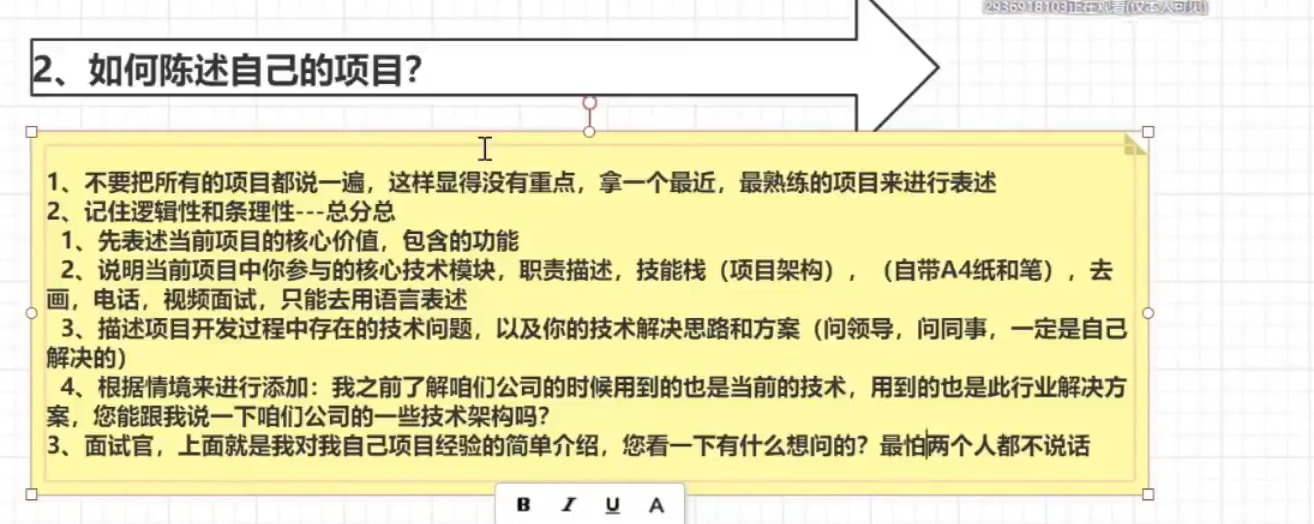 2936918103正在观看(仅本人可见)
2、如何陈述自己的项目？
1、不要把所有的项目都说一遍，这样显得没有重点，拿一个最近，最熟练的项目来进行表述
2、记住逻辑性和条理性---总分总
1、先表述当前项目的核心价值，包含的功能
2、说明当前项目中你参与的核心技术模块，职责描述，技能栈（项目架构），（自带A4纸和笔），去
画，电话，视频面试，只能去用语言表述
3、描述项目开发过程中存在的技术问题，以及你的技术解决思路和方案（问领导，问同事，一定是自己
解决的）
4、根据情境来进行添加：我之前了解咱们公司的时候用到的也是当前的技术，用到的也是此行业解决方
案，您能跟我说一下咱们公司的一些技术架构吗？
3、面试官，上面就是我对我自己项目经验的简单介绍，您看一下有什么想问的？最怕两个人都不说话
B I U A